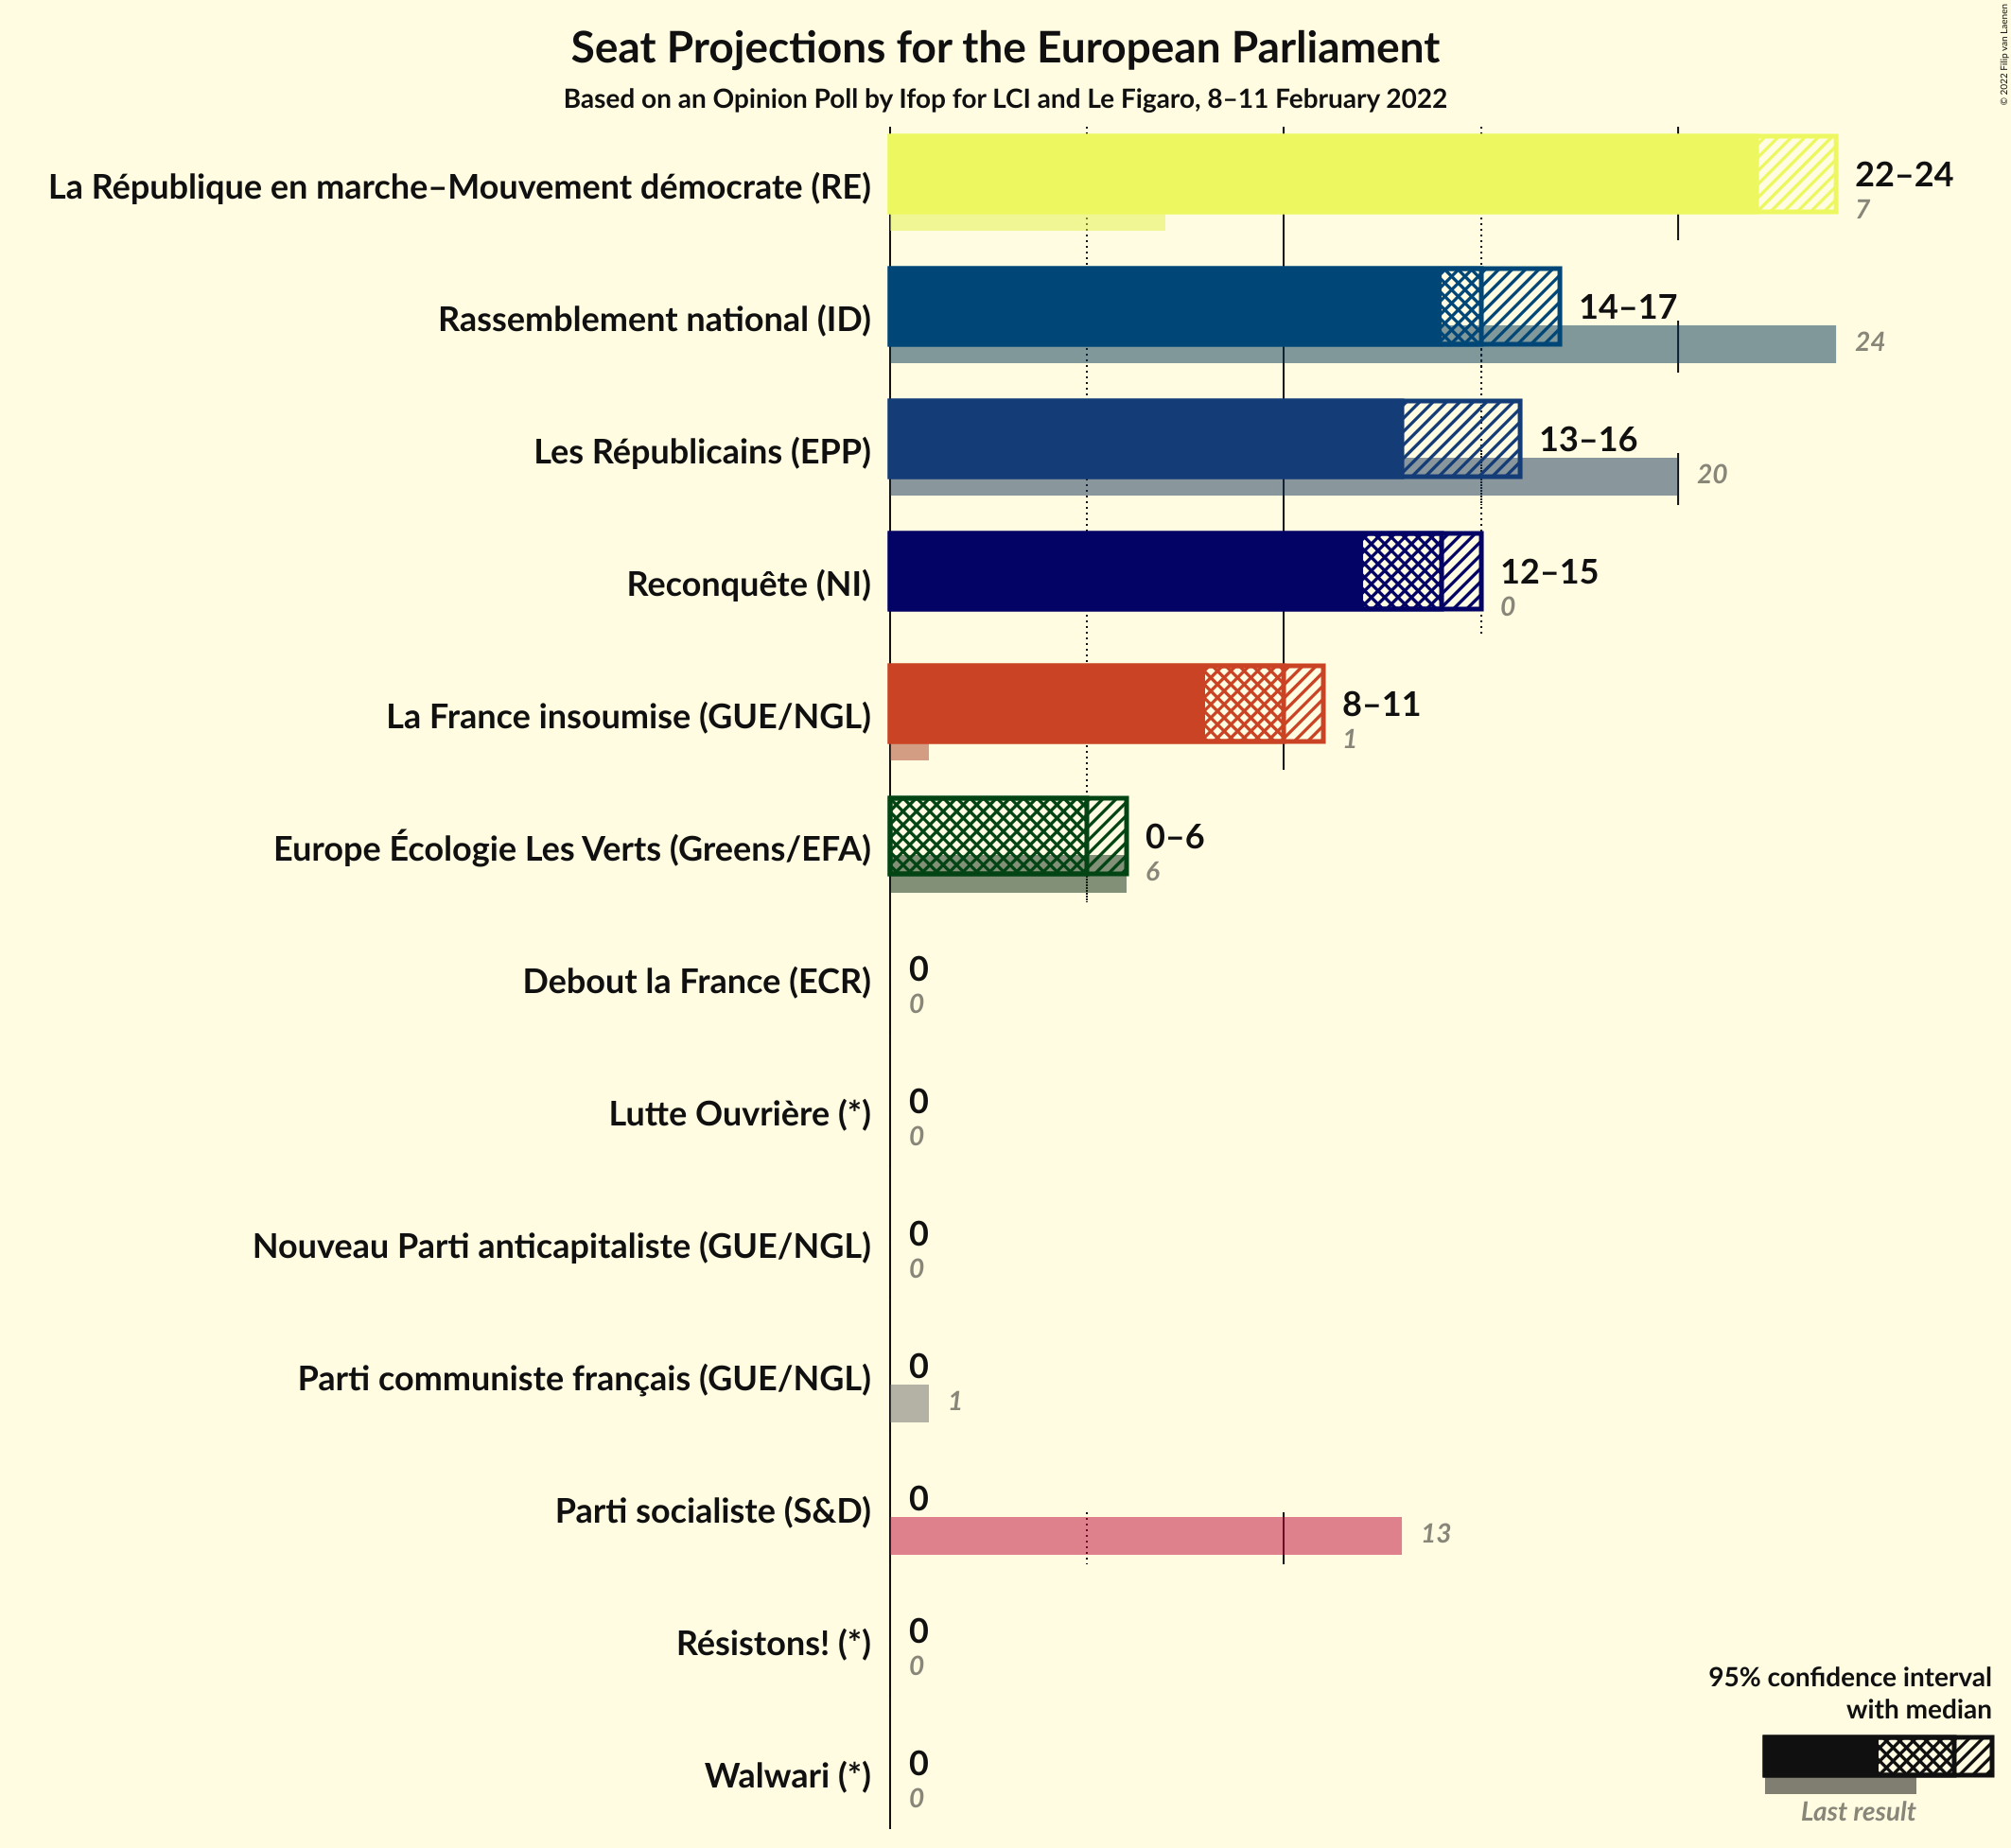 Seat Projections for the European Parliament
Based on an Opinion Poll by Ifop for LCI and Le Figaro, 8–11 February 2022
© 2022 Filip van Laenen
La République en marche–Mouvement démocrate (RE)
22–24
7
Rassemblement national (ID)
14–17
24
Les Républicains (EPP)
13–16
20
Reconquête (NI)
12–15
0
La France insoumise (GUE/NGL)
8–11
1
Europe Écologie Les Verts (Greens/EFA)
0–6
6
Debout la France (ECR)
0
0
Lutte Ouvrière (*)
0
0
Nouveau Parti anticapitaliste (GUE/NGL)
0
0
Parti communiste français (GUE/NGL)
0
1
Parti socialiste (S&D)
0
13
Résistons! (*)
0
0
Walwari (*)
0
0
95% confidence interval
with median
Last result